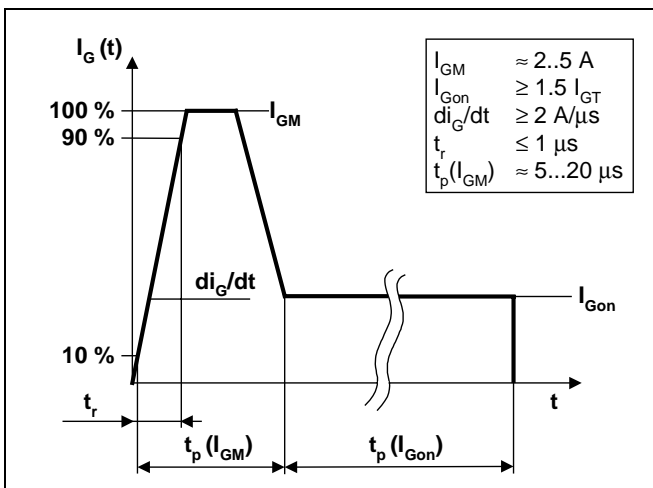 I_G (t)
100 %
90 %
I_GM
di_G/dt
10 %
I_Gon
t_r
t
t_p (I_GM)
t_p (I_Gon)
I_GM ≈ 2..5 A
I_Gon ≥ 1.5 I_GT
di_G/dt ≥ 2 A/μs
t_r ≤ 1 μs
t_p(I_GM) ≈ 5...20 μs